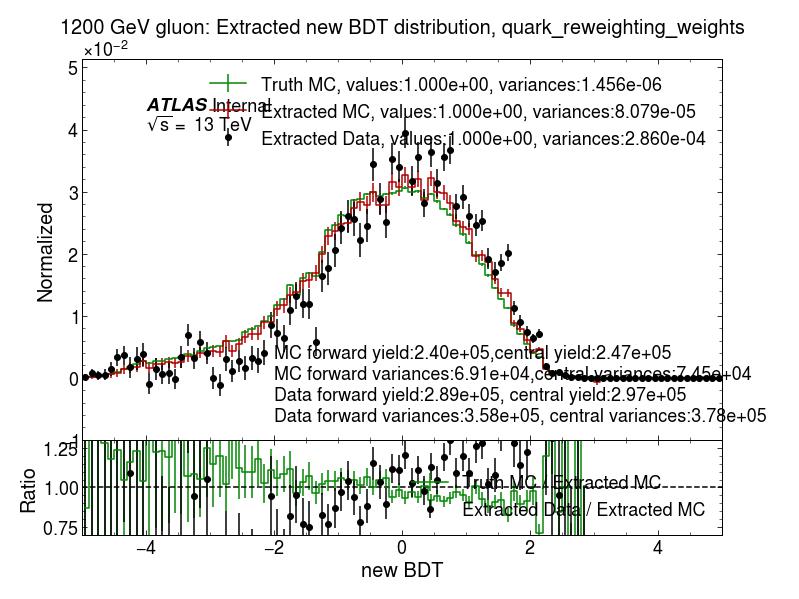 1200 GeV gluon: Extracted new BDT distribution, quark_reweighting_weights
×10⁻²
Truth MC, values:1.000e+00, variances:1.456e-06
ATLAS Internal
Extracted MC, values:1.000e+00, variances:8.079e-05
√s = 13 TeV
Extracted Data, values:1.000e+00, variances:2.860e-04
5
4
3
2
1
0
Normalized
MC forward yield:2.40e+05,central yield:2.47e+05
MC forward variances:6.91e+04,central variances:7.45e+04
Data forward yield:2.89e+05, central yield:2.97e+05
Data forward variances:3.58e+05, central variances:3.78e+05
1.25
1.00
0.75
Ratio
Truth MC / Extracted MC
Extracted Data / Extracted MC
−4 −2 0 2 4
new BDT